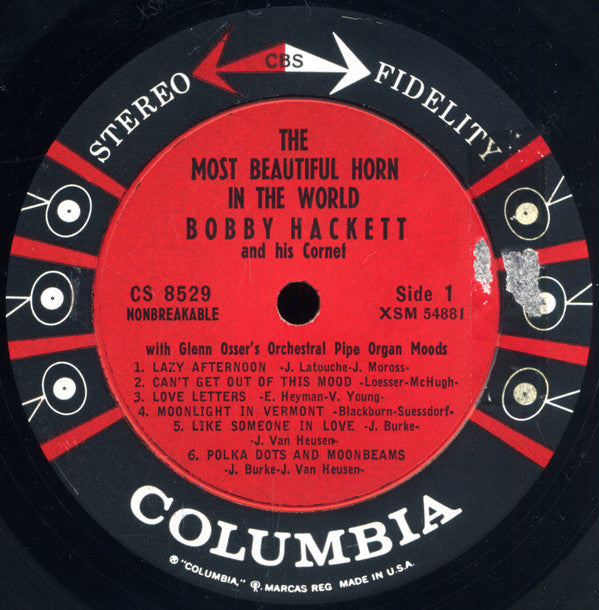 STEREO CBS FIDELITY
THE
MOST BEAUTIFUL HORN
IN THE WORLD
BOBBY HACKETT
and his Cornet
CS 8529
NONBREAKABLE
Side 1
XSM 54881
with Glenn Osser's Orchestral Pipe Organ Moods
1. LAZY AFTERNOON -J. Latouche-J. Moross-
2. CAN'T GET OUT OF THIS MOOD -Loesser-McHugh-
3. LOVE LETTERS -E. Heyman-V. Young-
4. MOONLIGHT IN VERMONT -Blackburn-Suessdorf-
5. LIKE SOMEONE IN LOVE -J. Burke-
-J. Van Heusen-
6. POLKA DOTS AND MOONBEAMS
-J. Burke-J. Van Heusen-
COLUMBIA
® "COLUMBIA," ℗. MARCAS REG MADE IN U.S.A.